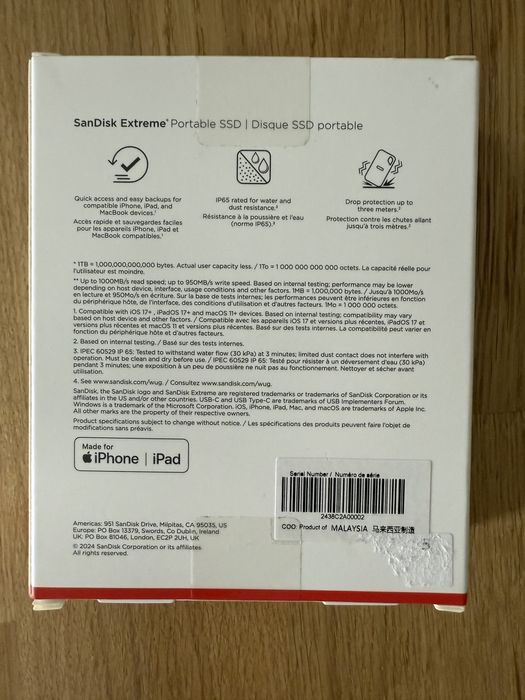 SanDisk Extreme® Portable SSD | Disque SSD portable
Quick access and easy backups for
compatible iPhone, iPad, and
MacBook devices.¹
Accès rapide et sauvegardes faciles
pour les appareils iPhone, iPad et
MacBook compatibles.¹
IP65 rated for water and
dust resistance.³
Résistance à la poussière et l'eau
(norme IP65).³
Drop protection up to
three meters.²
Protection contre les chutes allant
jusqu'à trois mètres.²
* 1TB = 1,000,000,000,000 bytes. Actual user capacity less. / 1To = 1 000 000 000 000 octets. La capacité réelle pour
l'utilisateur est moindre.
** Up to 1000MB/s read speed; up to 950MB/s write speed. Based on internal testing; performance may be lower
depending on host device, interface, usage conditions and other factors. 1MB = 1,000,000 bytes. / Jusqu'à 1000Mo/s
en lecture et 950Mo/s en écriture. Sur la base de tests internes; les performances peuvent être inférieures en fonction
du périphérique hôte, de l'interface, des conditions d'utilisation et d'autres facteurs. 1Mo = 1 000 000 octets.
1. Compatible with iOS 17+, iPadOS 17+ and macOS 11+ devices. Based on internal testing; compatibility may vary
based on host device and other factors. / Compatible avec les appareils iOS 17 et versions plus récentes, iPadOS 17 et
versions plus récentes et macOS 11 et versions plus récentes. Basé sur des tests internes. La compatibilité peut varier en
fonction du périphérique hôte et d'autres facteurs.
2. Based on internal testing. / Basé sur des tests internes.
3. IPEC 60529 IP 65: Tested to withstand water flow (30 kPa) at 3 minutes; limited dust contact does not interfere with
operation. Must be clean and dry before use. / IPEC 60529 IP 65: Testé pour résister à un déversement d'eau (30 kPa)
pendant 3 minutes; une exposition à un peu de poussière ne nuit pas au fonctionnement. Nettoyer et sécher avant
utilisation.
4. See www.sandisk.com/wug. / Consultez www.sandisk.com/wug.
SanDisk, the SanDisk logo and SanDisk Extreme are registered trademarks or trademarks of SanDisk Corporation or its
affiliates in the US and/or other countries. USB-C and USB Type-C are trademarks of USB Implementers Forum.
Windows is a trademark of the Microsoft Corporation. iOS, iPhone, iPad, Mac, and macOS are trademarks of Apple Inc.
All other marks are the property of their respective owners.
Product specifications subject to change without notice. / Les spécifications des produits peuvent faire l'objet de
modifications sans préavis.
Made for
iPhone | iPad
Serial Number / Numéro de série
2438C2A00002
COO: Product of MALAYSIA 马来西亚制造
Americas: 951 SanDisk Drive, Milpitas, CA 95035, US
Europe: PO Box 13379, Swords, Co Dublin, Ireland
UK: PO Box 81046, London, EC2P 2UH, UK
© 2024 SanDisk Corporation or its affiliates
All rights reserved.